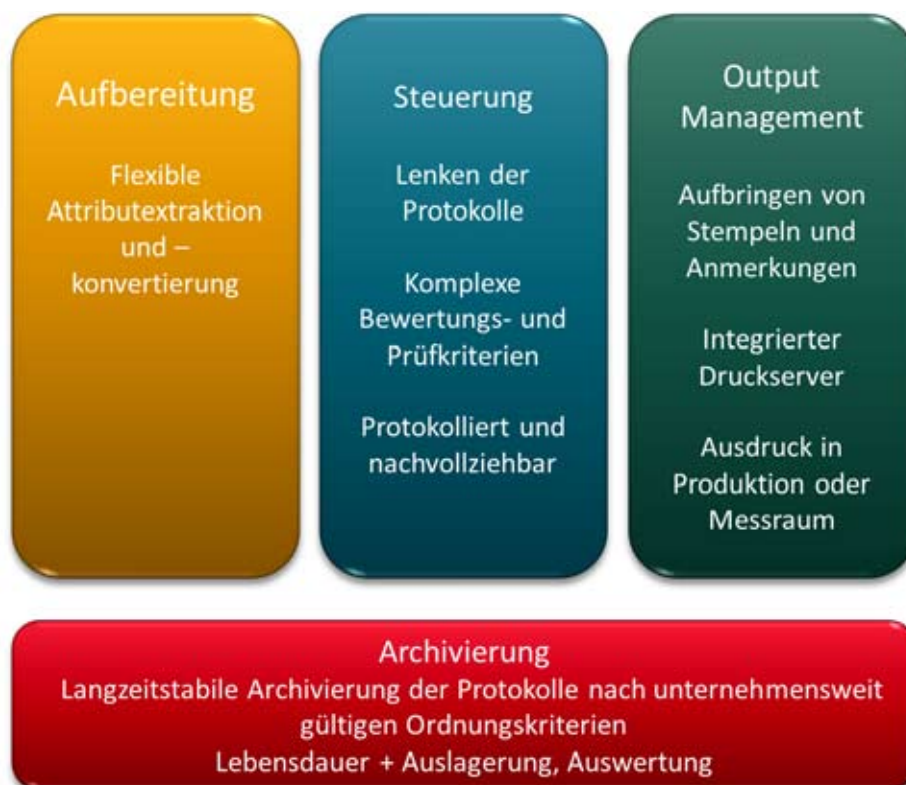 Aufbereitung
Flexible
Attributextraktion
und –
konvertierung
Steuerung
Lenken der
Protokolle
Komplexe
Bewertungs- und
Prüfkriterien
Protokolliert und
nachvollziehbar
Output
Management
Aufbringen von
Stempeln und
Anmerkungen
Integrierter
Druckserver
Ausdruck in
Produktion oder
Messraum
Archivierung
Langzeitstabile Archivierung der Protokolle nach unternehmensweit
gültigen Ordnungskriterien
Lebensdauer + Auslagerung, Auswertung